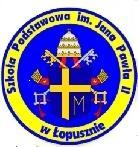 Szkoła Podstawowa im. Jana Pawła II
w Łopusznie
M